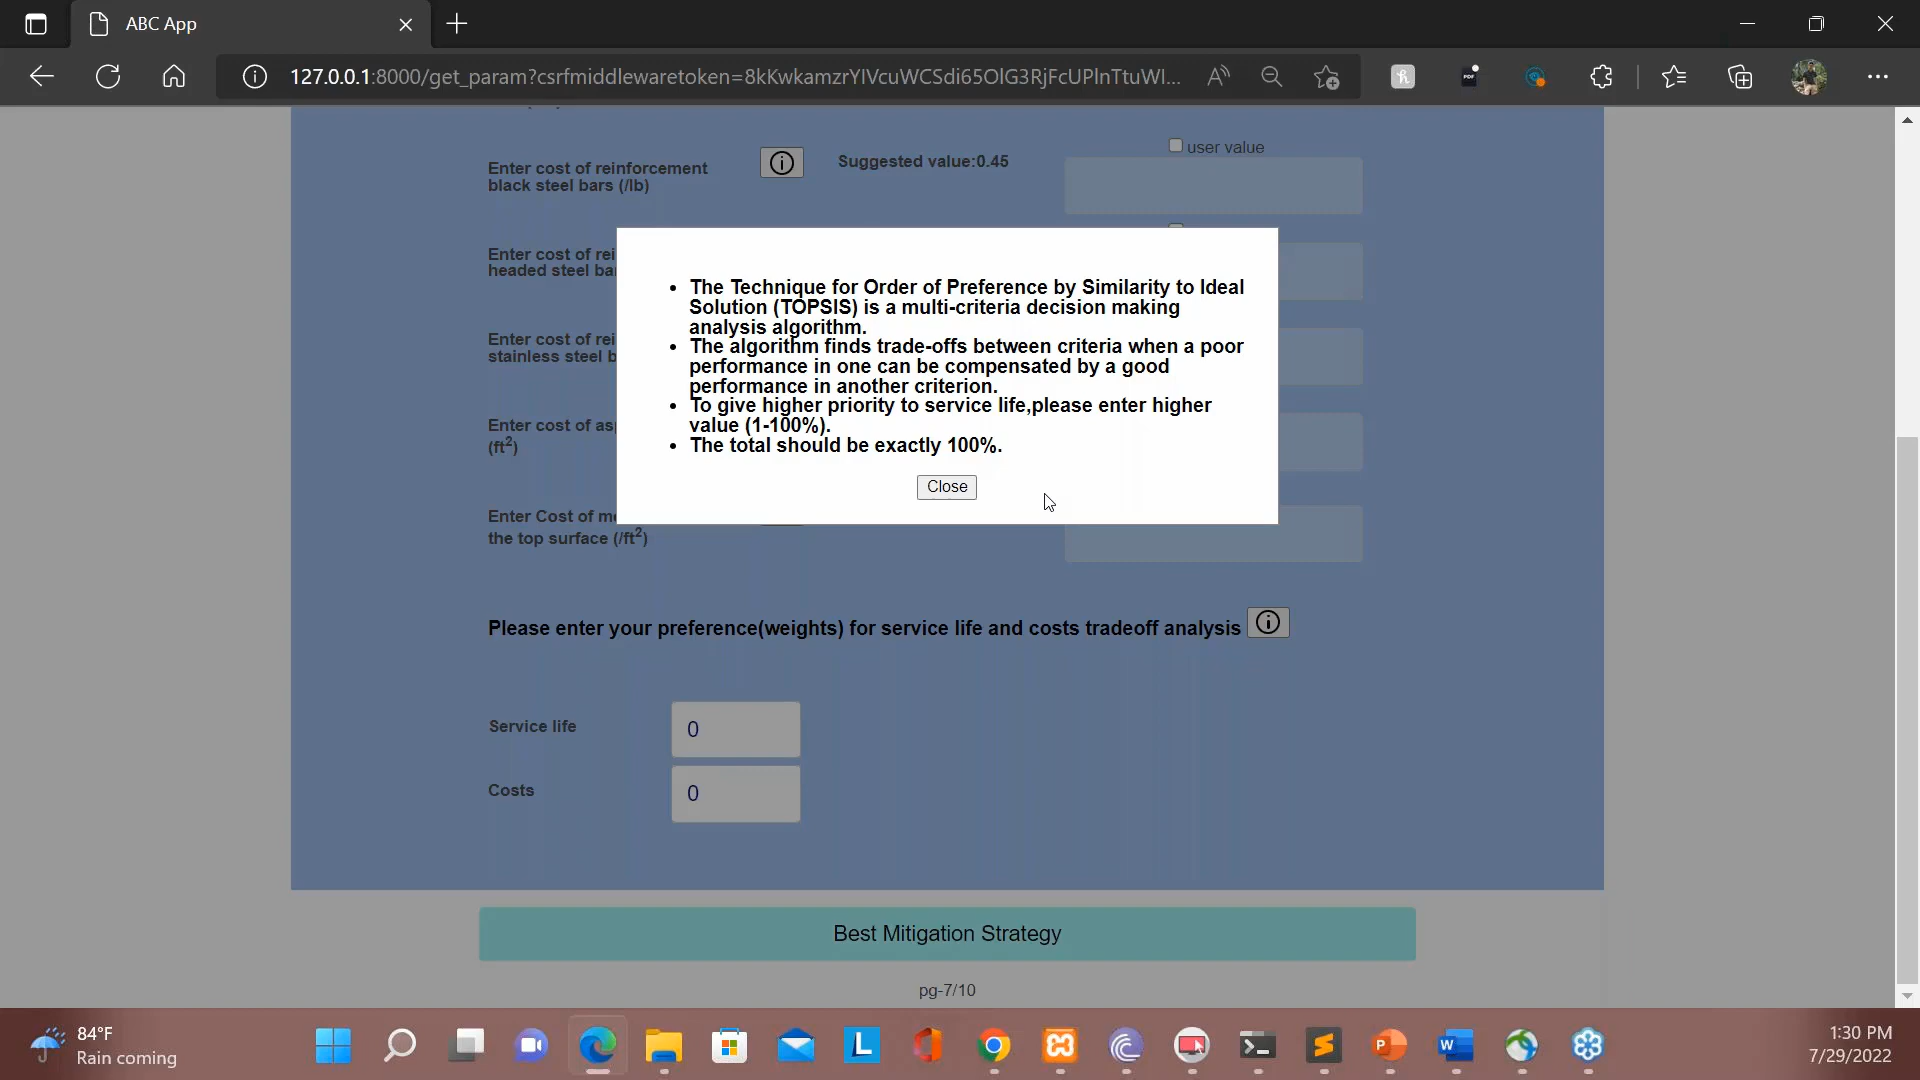 ABC App
127.0.0.1:8000/get_param?csrfmiddlewaretoken=8kKwkamzrYIVcuWCSdi65OlG3RjFcUPlnTtuWI...
user value
Enter cost of reinforcement
black steel bars (/lb)
Suggested value:0.45
Enter cost of rei
headed steel ba
Enter cost of rei
stainless steel b
Enter cost of as
(ft²)
Enter Cost of m
the top surface (/ft²)
• The Technique for Order of Preference by Similarity to Ideal
Solution (TOPSIS) is a multi-criteria decision making
analysis algorithm.
• The algorithm finds trade-offs between criteria when a poor
performance in one can be compensated by a good
performance in another criterion.
• To give higher priority to service life,please enter higher
value (1-100%).
• The total should be exactly 100%.
Close
Please enter your preference(weights) for service life and costs tradeoff analysis
Service life
0
Costs
0
Best Mitigation Strategy
pg-7/10
84°F
Rain coming
1:30 PM
7/29/2022